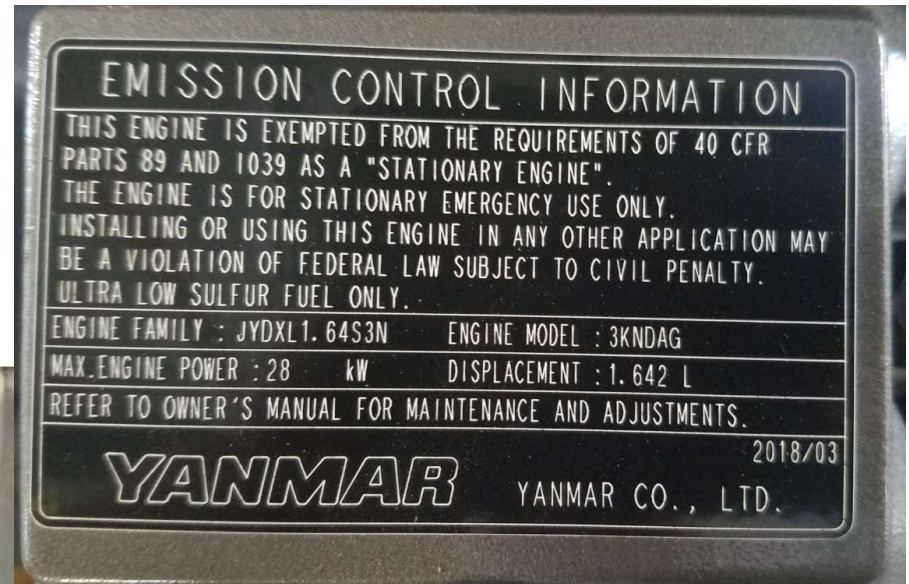 EMISSION CONTROL INFORMATION
THIS ENGINE IS EXEMPTED FROM THE REQUIREMENTS OF 40 CFR
PARTS 89 AND 1039 AS A "STATIONARY ENGINE".
THE ENGINE IS FOR STATIONARY EMERGENCY USE ONLY.
INSTALLING OR USING THIS ENGINE IN ANY OTHER APPLICATION MAY
BE A VIOLATION OF FEDERAL LAW SUBJECT TO CIVIL PENALTY.
ULTRA LOW SULFUR FUEL ONLY.
ENGINE FAMILY : JYDXL1.64S3N ENGINE MODEL : 3KNDAG
MAX.ENGINE POWER : 28 kW DISPLACEMENT : 1.642 L
REFER TO OWNER'S MANUAL FOR MAINTENANCE AND ADJUSTMENTS.
2018/03
YANMAR YANMAR CO., LTD.